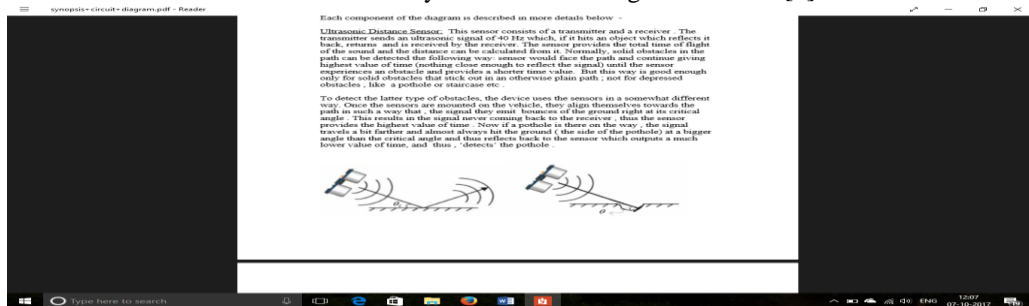 synopsis+circuit+diagram.pdf - Reader
Each component of the diagram is described in more details below -
Ultrasonic Distance Sensor: This sensor consists of a transmitter and a receiver . The
transmitter sends an ultrasonic signal of 40 Hz which, if it hits an object which reflects it
back, returns and is received by the receiver. The sensor provides the total time of flight
of the sound and the distance can be calculated from it. Normally, solid obstacles in the
path can be detected the following way: sensor would face the path and continue giving
highest value of time (nothing close enough to reflect the signal) until the sensor
experiences an obstacle and provides a shorter time value. But this way is good enough
only for solid obstacles that stick out in an otherwise plain path ; not for depressed
obstacles , like a pothole or staircase etc .
To detect the latter type of obstacles, the device uses the sensors in a somewhat different
way. Once the sensors are mounted on the vehicle, they align themselves towards the
path in such a way that , the signal they emit bounces of the ground right at its critical
angle . This results in the signal never coming back to the receiver , thus the sensor
provides the highest value of time . Now if a pothole is there on the way , the signal
travels a bit farther and almost always hit the ground ( the side of the pothole) at a bigger
angle than the critical angle and thus reflects back to the sensor which outputs a much
lower value of time, and thus , ‘detects’ the pothole .
θ
Type here to search
ENG
12:07
07-10-2017